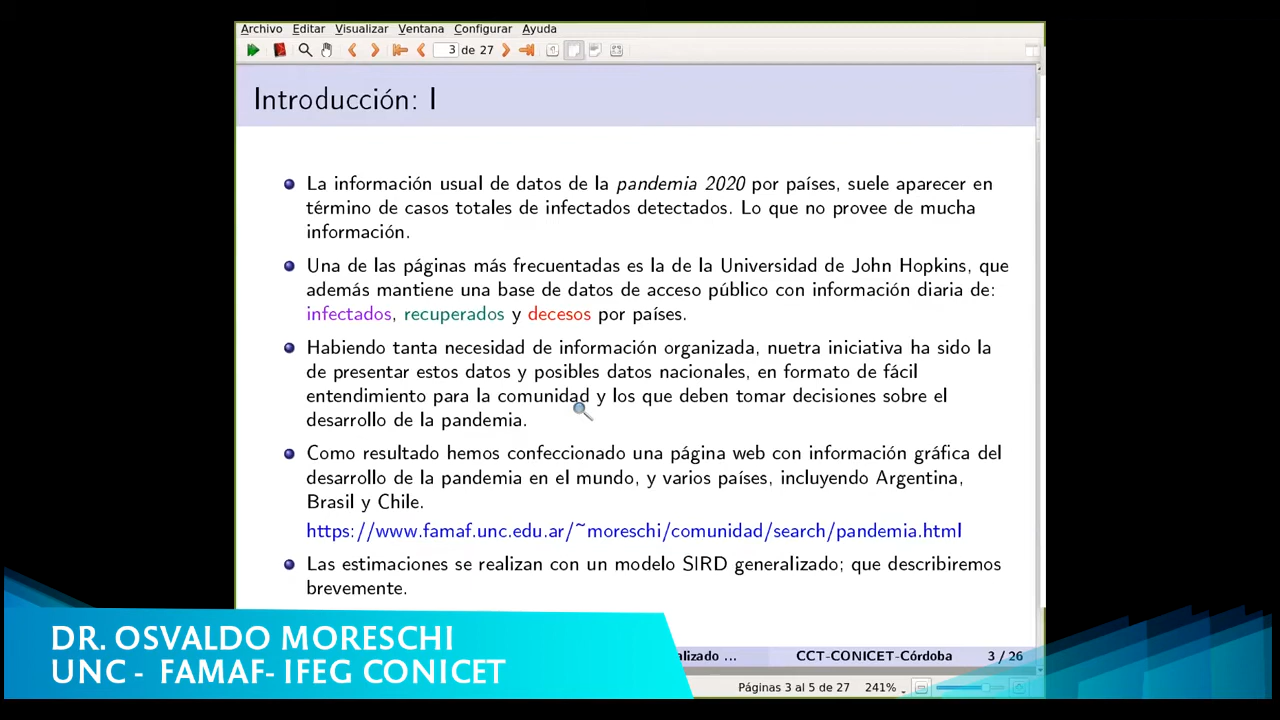 Archivo Editar Visualizar Ventana Configurar Ayuda
3 de 27
Introducción: I
La información usual de datos de la pandemia 2020 por países, suele aparecer en
término de casos totales de infectados detectados. Lo que no provee de mucha
información.
Una de las páginas más frecuentadas es la de la Universidad de John Hopkins, que
además mantiene una base de datos de acceso público con información diaria de:
infectados, recuperados y decesos por países.
Habiendo tanta necesidad de información organizada, nuetra iniciativa ha sido la
de presentar estos datos y posibles datos nacionales, en formato de fácil
entendimiento para la comunidad y los que deben tomar decisiones sobre el
desarrollo de la pandemia.
Como resultado hemos confeccionado una página web con información gráfica del
desarrollo de la pandemia en el mundo, y varios países, incluyendo Argentina,
Brasil y Chile.
https://www.famaf.unc.edu.ar/~moreschi/comunidad/search/pandemia.html
Las estimaciones se realizan con un modelo SIRD generalizado; que describiremos
brevemente.
DR. OSVALDO MORESCHI
UNC - FAMAF- IFEG CONICET
alizado ... CCT-CONICET-Córdoba 3 / 26
Páginas 3 al 5 de 27 241%